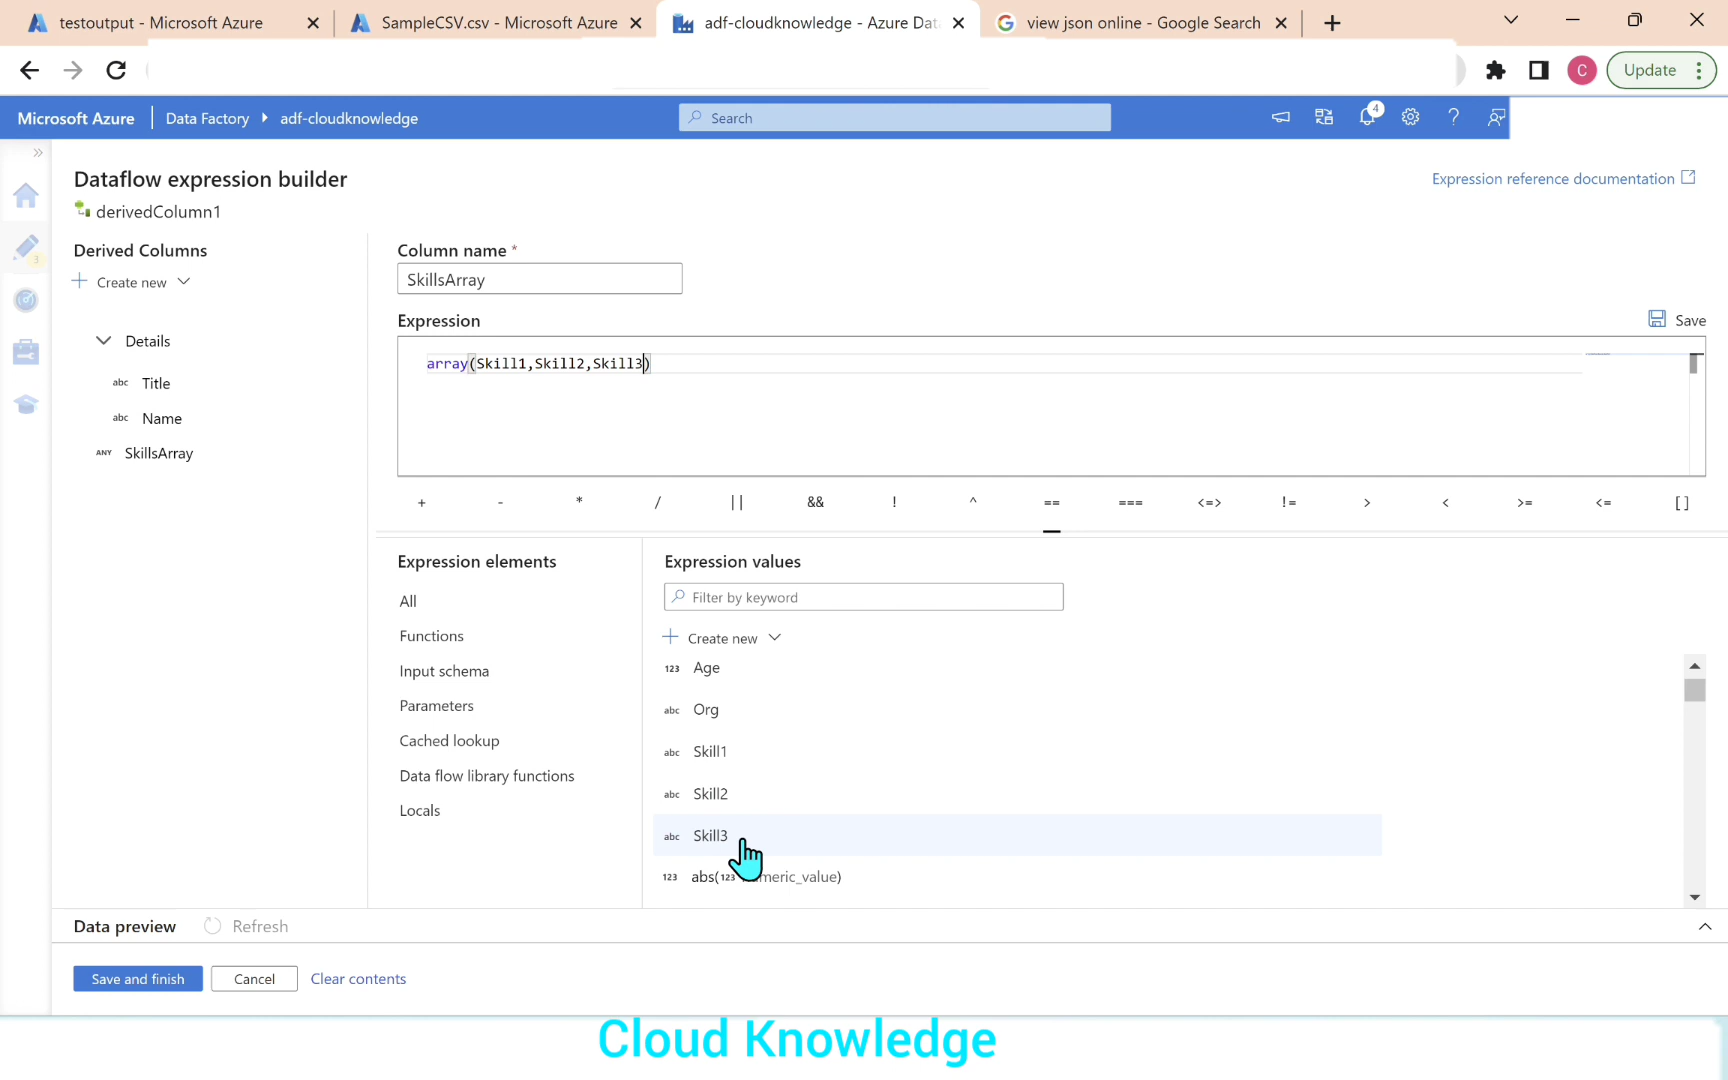 testoutput - Microsoft Azure
SampleCSV.csv - Microsoft Azure
adf-cloudknowledge - Azure Dat
view json online - Google Search
C
Update
Microsoft Azure
Data Factory
adf-cloudknowledge
Search
4
Dataflow expression builder
Expression reference documentation
derivedColumn1
3
Derived Columns
Create new
Details
abc Title
abc Name
ANY SkillsArray
Column name *
SkillsArray
Expression
Save
array(Skill1,Skill2,Skill3)
+ - * / || && ! ^ == === <=> != > < >= <= []
Expression elements
All
Functions
Input schema
Parameters
Cached lookup
Data flow library functions
Locals
Expression values
Filter by keyword
Create new
123 Age
abc Org
abc Skill1
abc Skill2
abc Skill3
123 abs(123 meric_value)
Data preview
Refresh
Save and finish
Cancel
Clear contents
Cloud Knowledge